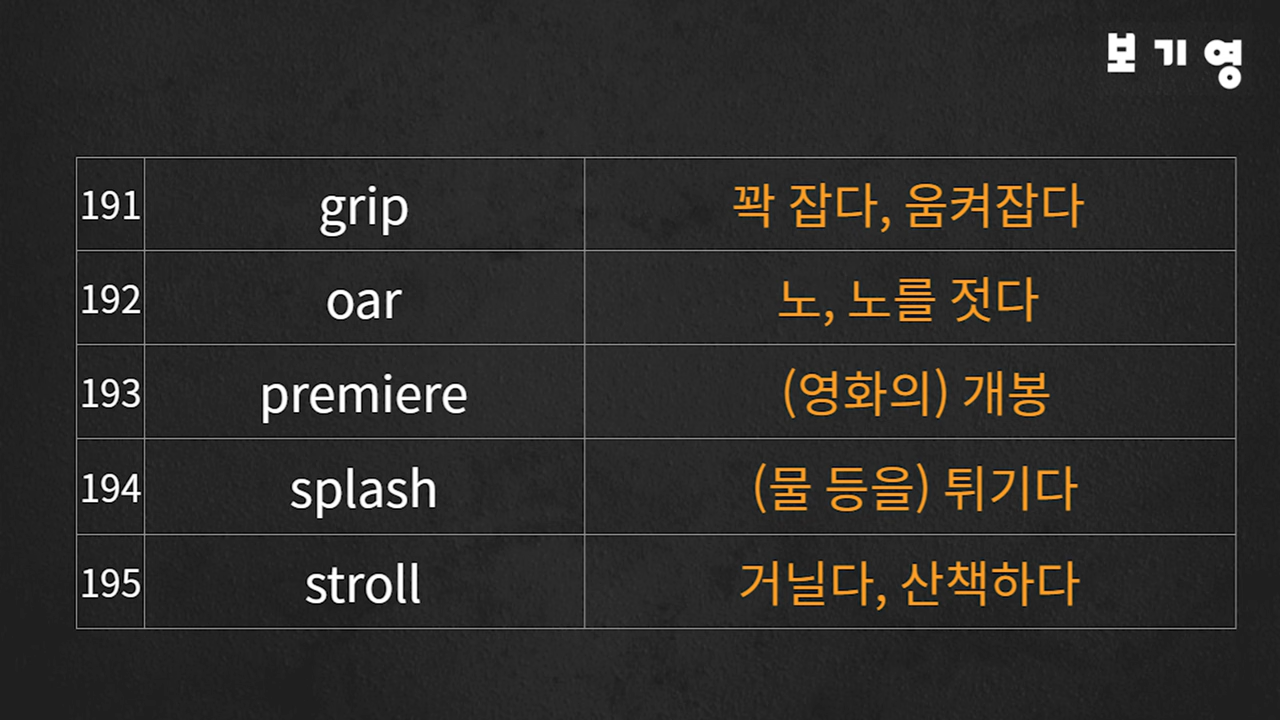 보기영
191 grip 꽉 잡다, 움켜잡다
192 oar 노, 노를 젓다
193 premiere (영화의) 개봉
194 splash (물 등을) 튀기다
195 stroll 거닐다, 산책하다